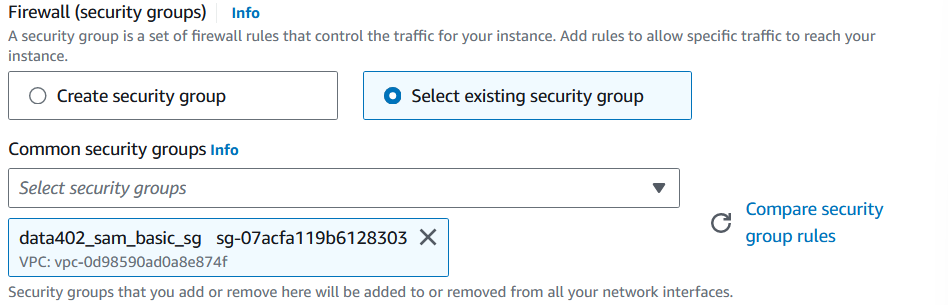 Firewall (security groups) Info
A security group is a set of firewall rules that control the traffic for your instance. Add rules to allow specific traffic to reach your
instance.
Create security group
Select existing security group
Common security groups Info
Select security groups
data402_sam_basic_sg sg-07acfa119b6128303
VPC: vpc-0d98590ad0a8e874f
Compare security
group rules
Security groups that you add or remove here will be added to or removed from all your network interfaces.